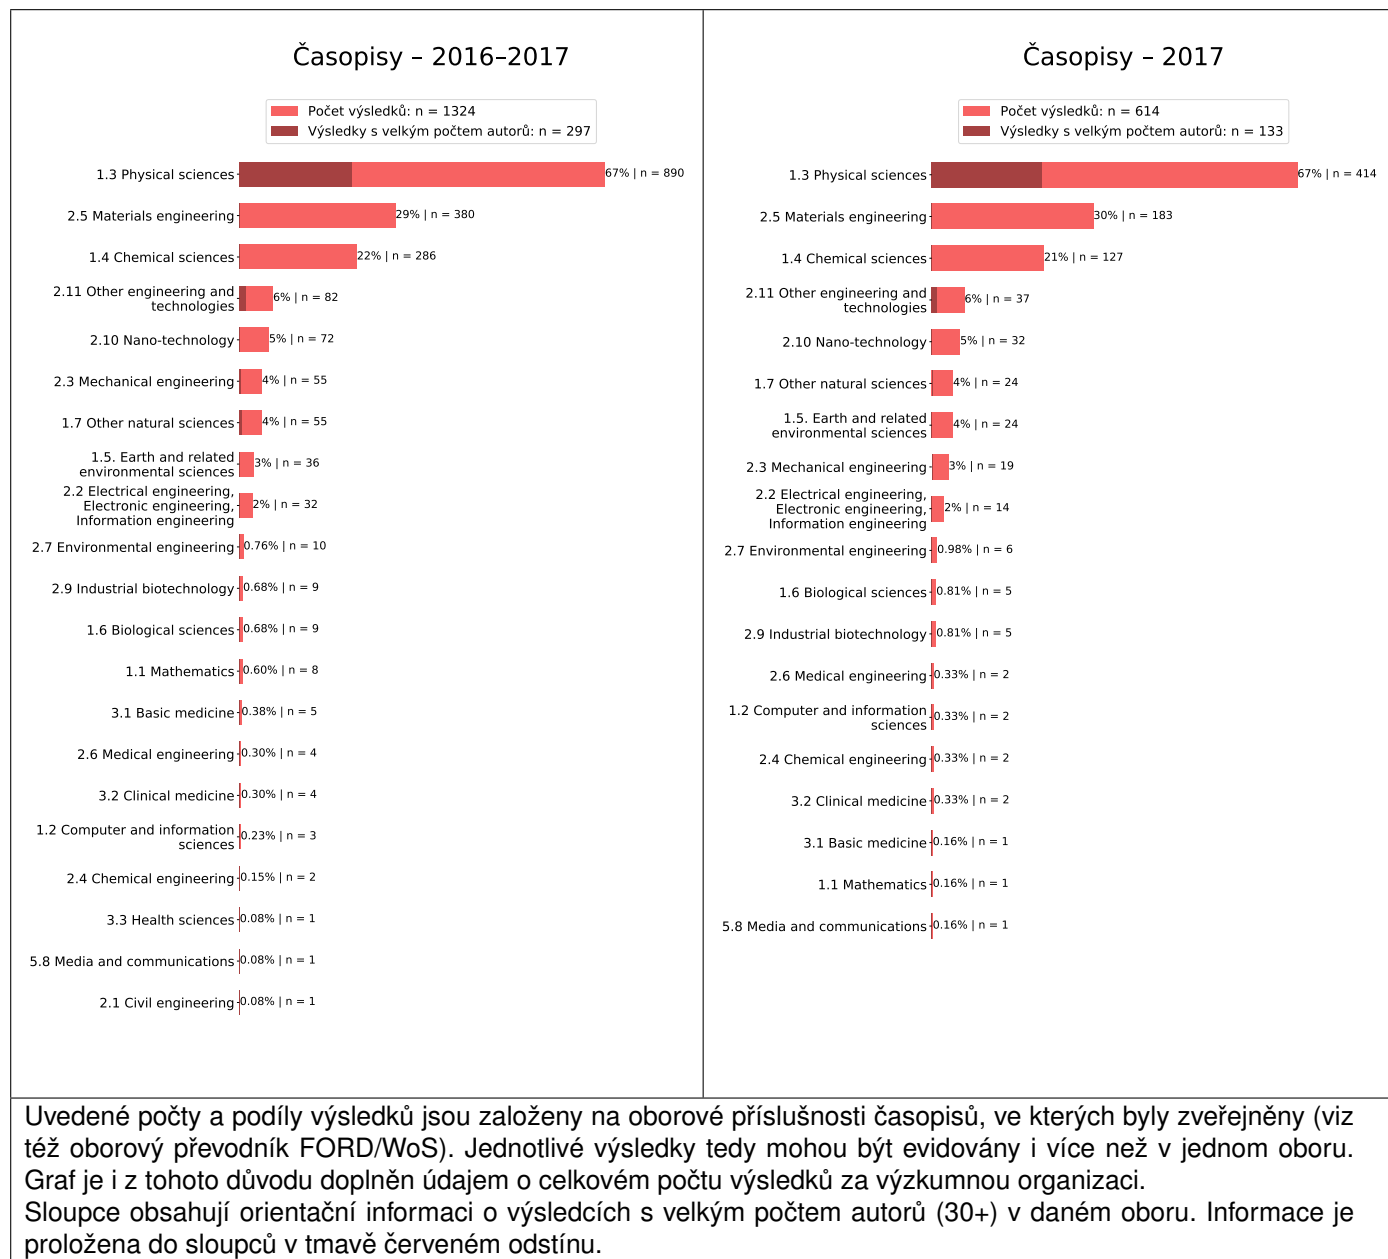 Časopisy – 2016–2017
Počet výsledků: n = 1324
Výsledky s velkým počtem autorů: n = 297
1.3 Physical sciences 67% | n = 890
2.5 Materials engineering 29% | n = 380
1.4 Chemical sciences 22% | n = 286
2.11 Other engineering and
technologies 6% | n = 82
2.10 Nano-technology 5% | n = 72
2.3 Mechanical engineering 4% | n = 55
1.7 Other natural sciences 4% | n = 55
1.5. Earth and related
environmental sciences 3% | n = 36
2.2 Electrical engineering,
Electronic engineering, 2% | n = 32
Information engineering
2.7 Environmental engineering 0.76% | n = 10
2.9 Industrial biotechnology 0.68% | n = 9
1.6 Biological sciences 0.68% | n = 9
1.1 Mathematics 0.60% | n = 8
3.1 Basic medicine 0.38% | n = 5
2.6 Medical engineering 0.30% | n = 4
3.2 Clinical medicine 0.30% | n = 4
1.2 Computer and information
sciences 0.23% | n = 3
2.4 Chemical engineering 0.15% | n = 2
3.3 Health sciences 0.08% | n = 1
5.8 Media and communications 0.08% | n = 1
2.1 Civil engineering 0.08% | n = 1
Časopisy – 2017
Počet výsledků: n = 614
Výsledky s velkým počtem autorů: n = 133
1.3 Physical sciences 67% | n = 414
2.5 Materials engineering 30% | n = 183
1.4 Chemical sciences 21% | n = 127
2.11 Other engineering and
technologies 6% | n = 37
2.10 Nano-technology 5% | n = 32
1.7 Other natural sciences 4% | n = 24
1.5. Earth and related
environmental sciences 4% | n = 24
2.3 Mechanical engineering 3% | n = 19
2.2 Electrical engineering,
Electronic engineering, 2% | n = 14
Information engineering
2.7 Environmental engineering 0.98% | n = 6
1.6 Biological sciences 0.81% | n = 5
2.9 Industrial biotechnology 0.81% | n = 5
2.6 Medical engineering 0.33% | n = 2
1.2 Computer and information
sciences 0.33% | n = 2
2.4 Chemical engineering 0.33% | n = 2
3.2 Clinical medicine 0.33% | n = 2
3.1 Basic medicine 0.16% | n = 1
1.1 Mathematics 0.16% | n = 1
5.8 Media and communications 0.16% | n = 1
Uvedené počty a podíly výsledků jsou založeny na oborové příslušnosti časopisů, ve kterých byly zveřejněny (viz
též oborový převodník FORD/WoS). Jednotlivé výsledky tedy mohou být evidovány i více než v jednom oboru.
Graf je i z tohoto důvodu doplněn údajem o celkovém počtu výsledků za výzkumnou organizaci.
Sloupce obsahují orientační informaci o výsledcích s velkým počtem autorů (30+) v daném oboru. Informace je
proložena do sloupců v tmavě červeném odstínu.